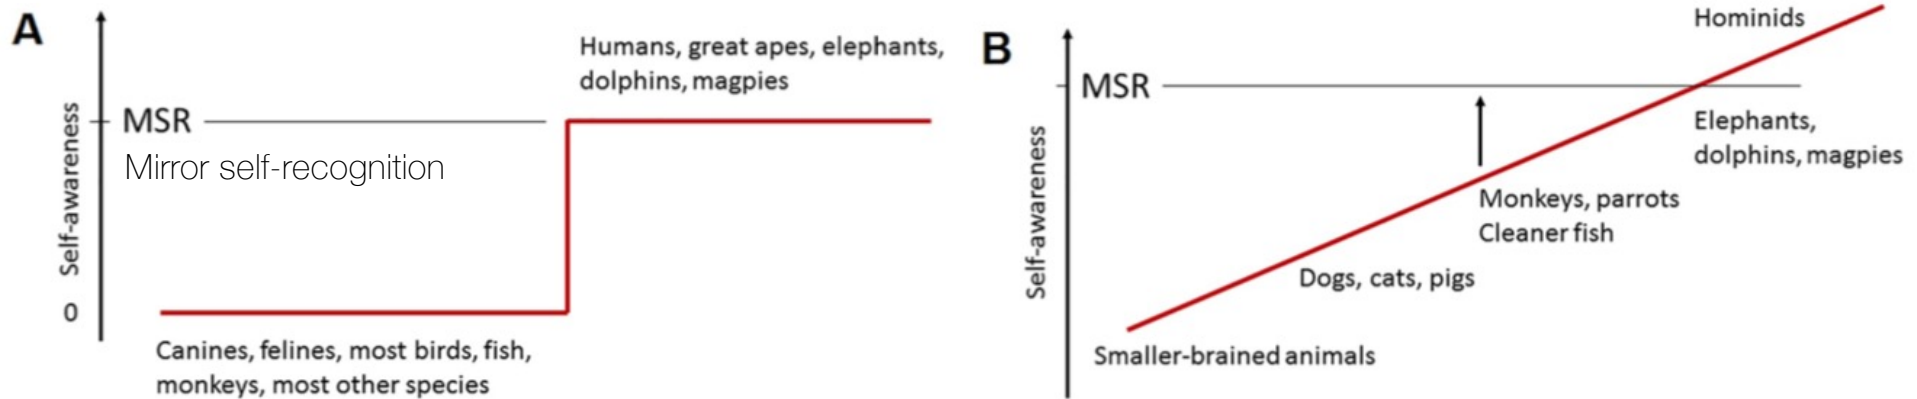 A
Self-awareness
MSR
Mirror self-recognition
0
Humans, great apes, elephants,
dolphins, magpies
Canines, felines, most birds, fish,
monkeys, most other species
B
Self-awareness
MSR
Hominids
Elephants,
dolphins, magpies
Monkeys, parrots
Cleaner fish
Dogs, cats, pigs
Smaller-brained animals